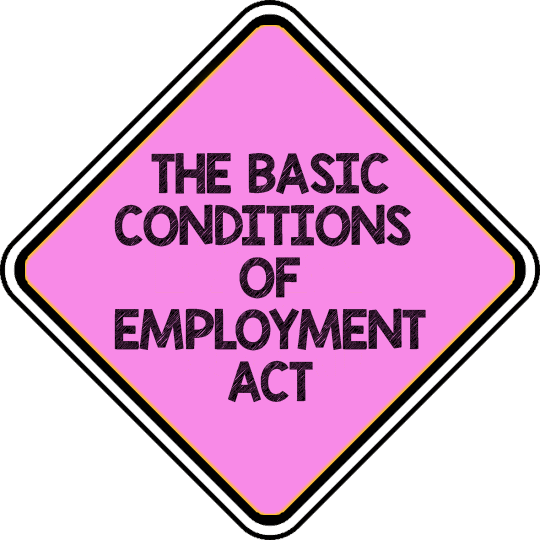 THE BASIC
CONDITIONS
OF
EMPLOYMENT
ACT